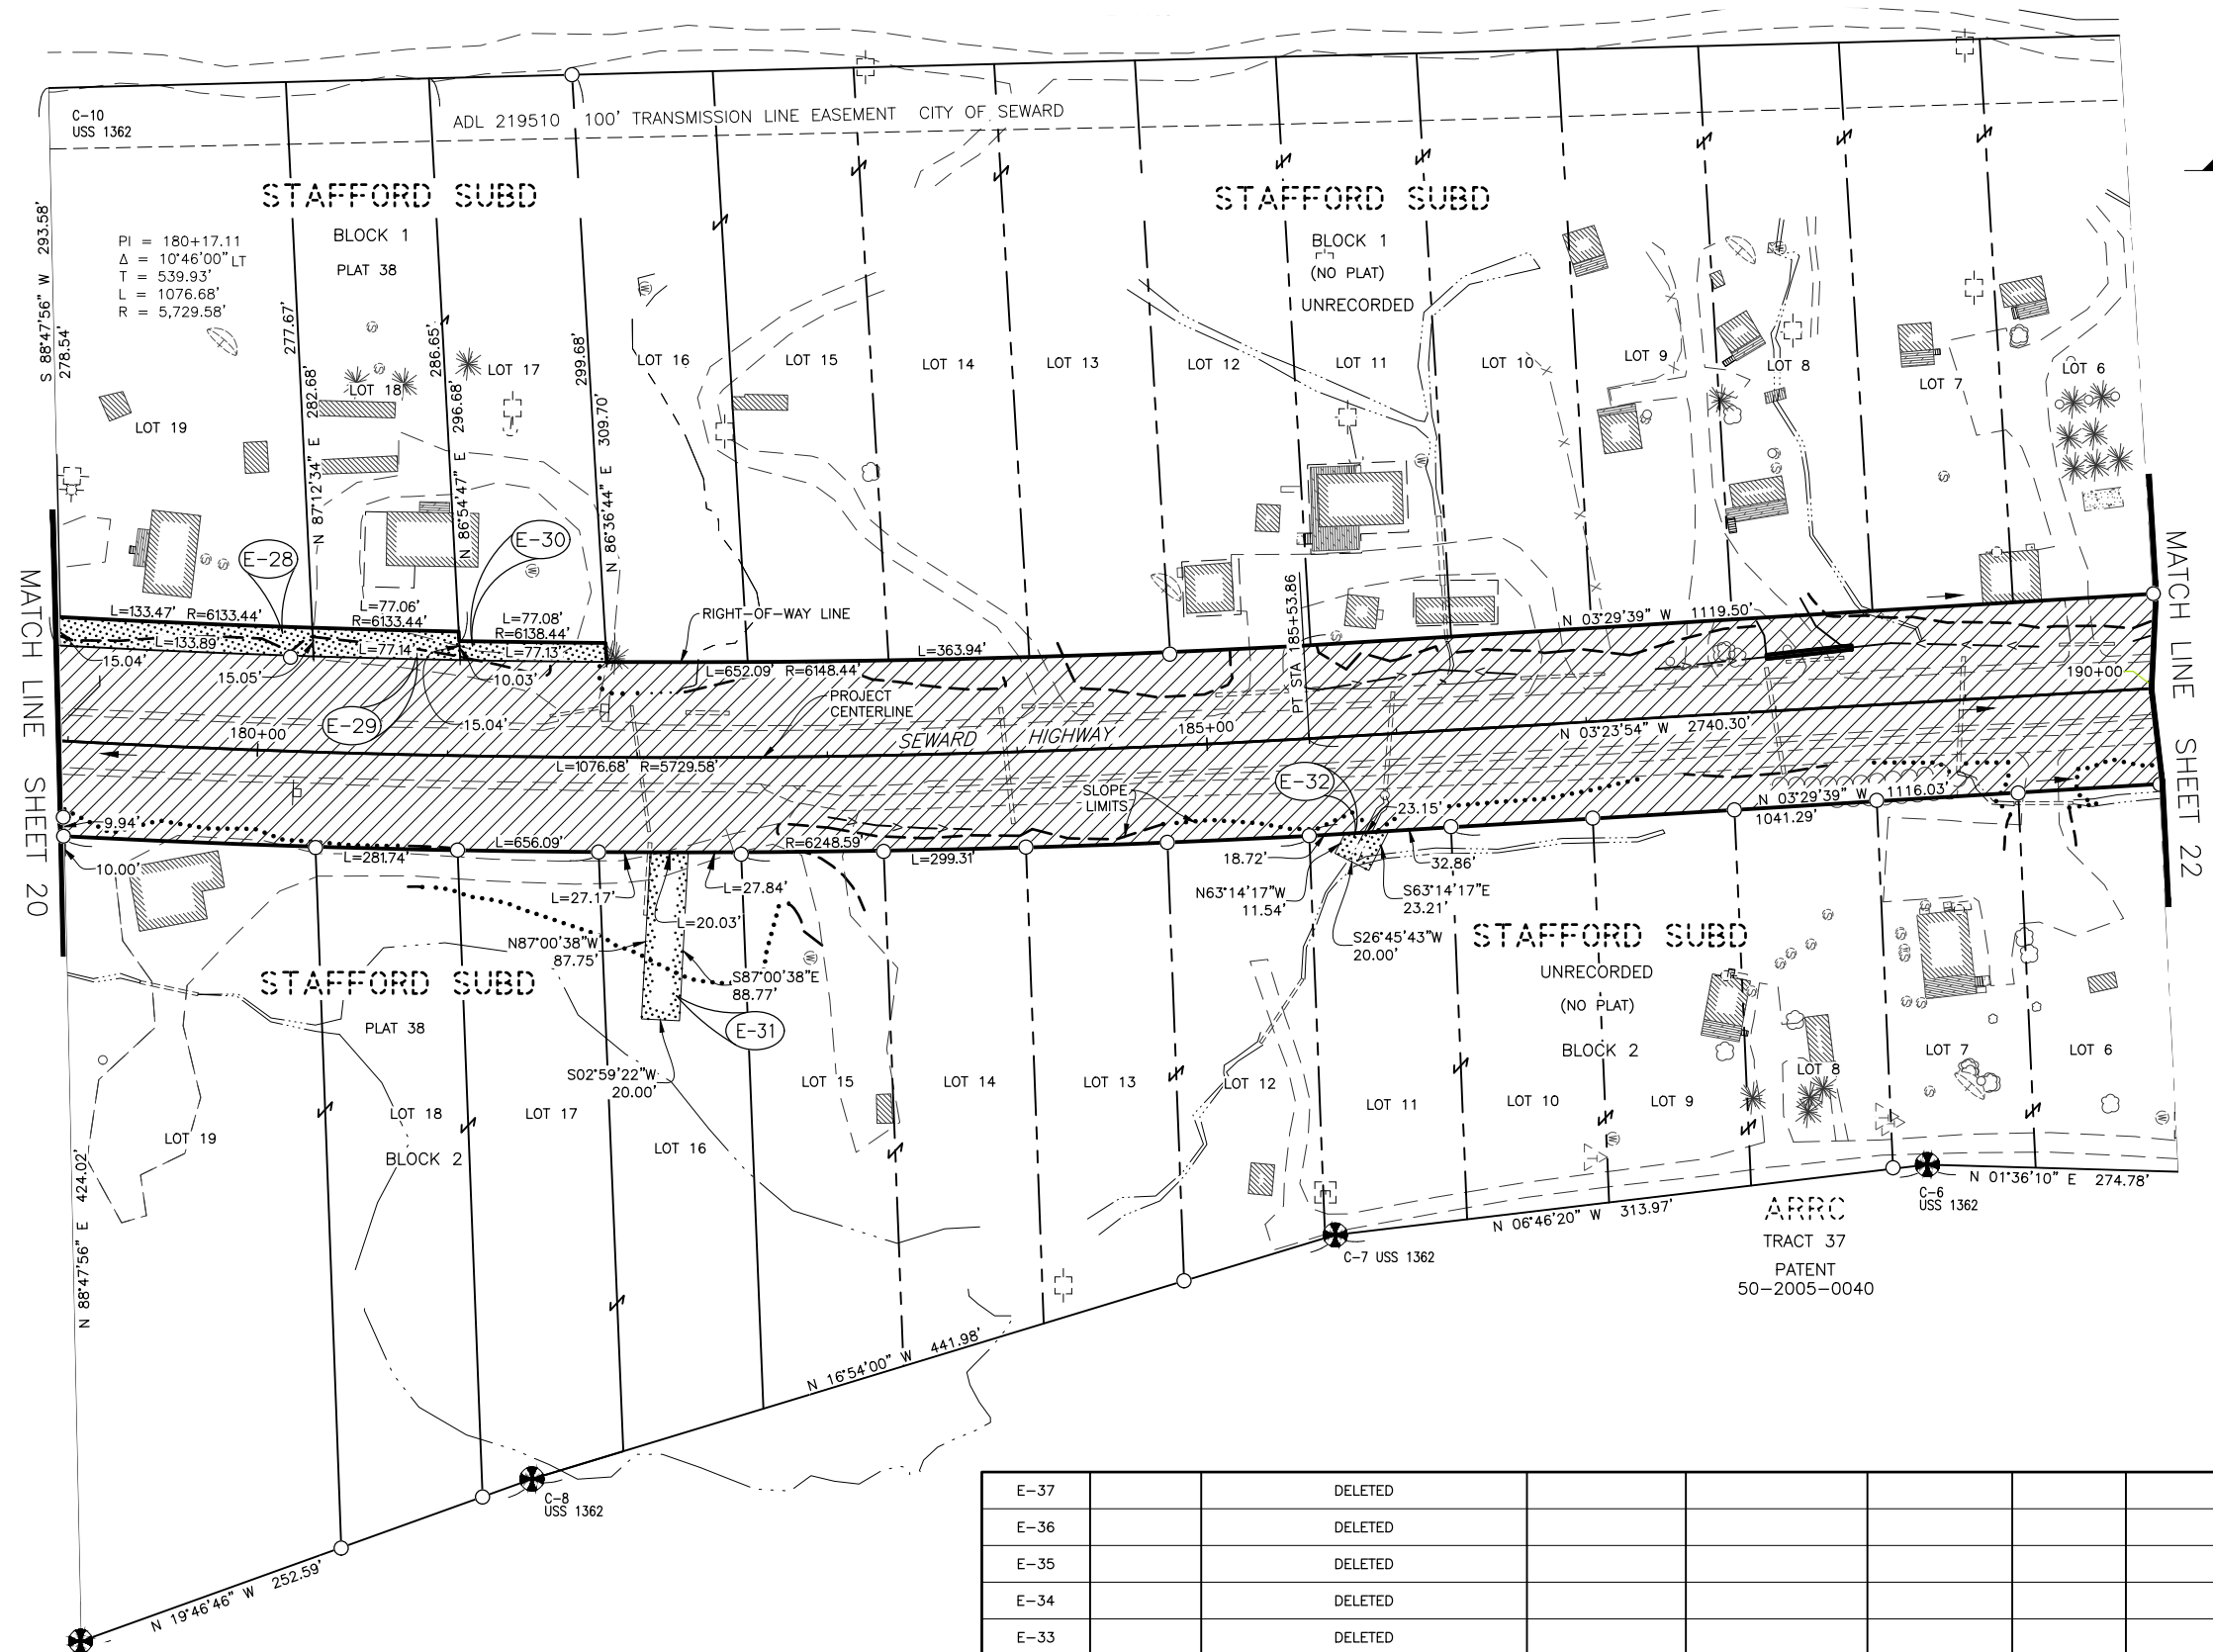 C-10
USS 1362
ADL 219510 100' TRANSMISSION LINE EASEMENT CITY OF SEWARD
STAFFORD SUBD
BLOCK 1
PLAT 38
STAFFORD SUBD
BLOCK 1
(NO PLAT)
UNRECORDED
PI = 180+17.11
Δ = 10°46'00" LT
T = 539.93'
L = 1076.68'
R = 5,729.58'
S 88°47'56" W 293.58'
278.54'
277.67'
N 87°12'34" E 282.68'
286.65'
N 86°54'47" E 296.68'
299.68'
N 86°36'44" E 309.70'
LOT 19
LOT 18
LOT 17
LOT 16
LOT 15
LOT 14
LOT 13
LOT 12
LOT 11
LOT 10
LOT 9
LOT 8
LOT 7
LOT 6
E-28
E-30
MATCH LINE SHEET 20
MATCH LINE SHEET 22
L=133.47' R=6133.44'
L=77.06'
R=6133.44'
L=77.08'
R=6138.44'
L=133.89'
L=77.14'
L=77.13'
15.04'
15.05'
10.03'
15.04'
E-29
RIGHT-OF-WAY LINE
L=363.94'
L=652.09' R=6148.44'
PROJECT
CENTERLINE
PT STA 185+53.86
N 03°29'39" W 1119.50'
190+00
180+00
185+00
SEWARD HIGHWAY
N 03°23'54" W 2740.30'
L=1076.68' R=5729.58'
E-32
SLOPE
LIMITS
23.15'
N 03°29'39" W 1116.03'
1041.29'
9.94'
10.00'
L=281.74'
L=656.09'
R=6248.59'
L=299.31'
18.72'
32.86'
L=27.17'
L=27.84'
L=20.03'
N63°14'17"W
11.54'
S63°14'17"E
23.21'
S26°45'43"W
20.00'
N87°00'38"W
87.75'
S87°00'38"E
88.77'
E-31
S02°59'22"W
20.00'
STAFFORD SUBD
PLAT 38
STAFFORD SUBD
UNRECORDED
(NO PLAT)
BLOCK 2
LOT 19
LOT 18
BLOCK 2
LOT 17
LOT 16
LOT 15
LOT 14
LOT 13
LOT 12
LOT 11
LOT 10
LOT 9
LOT 8
LOT 7
LOT 6
N 88°47'56" E 424.02'
N 01°36'10" E 274.78'
C-6
USS 1362
N 06°46'20" W 313.97'
ARRC
TRACT 37
PATENT
50-2005-0040
C-7 USS 1362
N 16°54'00" W 441.98'
C-8
USS 1362
N 19°46'46" W 252.59'
E-37 DELETED
E-36 DELETED
E-35 DELETED
E-34 DELETED
E-33 DELETED